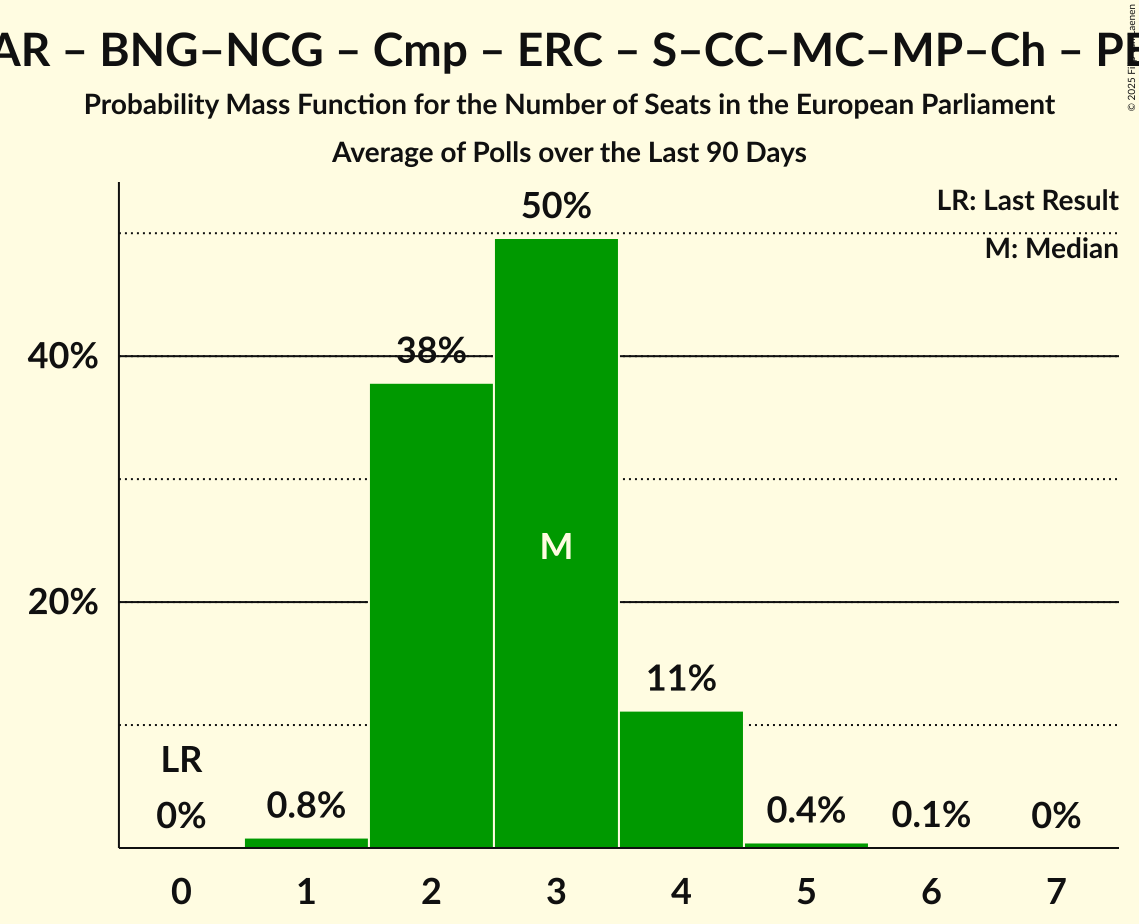 AR – BNG–NCG – Cmp – ERC – S–CC–MC–MP–Ch – PE
Probability Mass Function for the Number of Seats in the European Parliament
Average of Polls over the Last 90 Days
© 2025
LR: Last Result
M: Median
50%
40%
38%
20%
M
11%
LR
0%
0.8%
0.4%
0.1%
0%
0 1 2 3 4 5 6 7